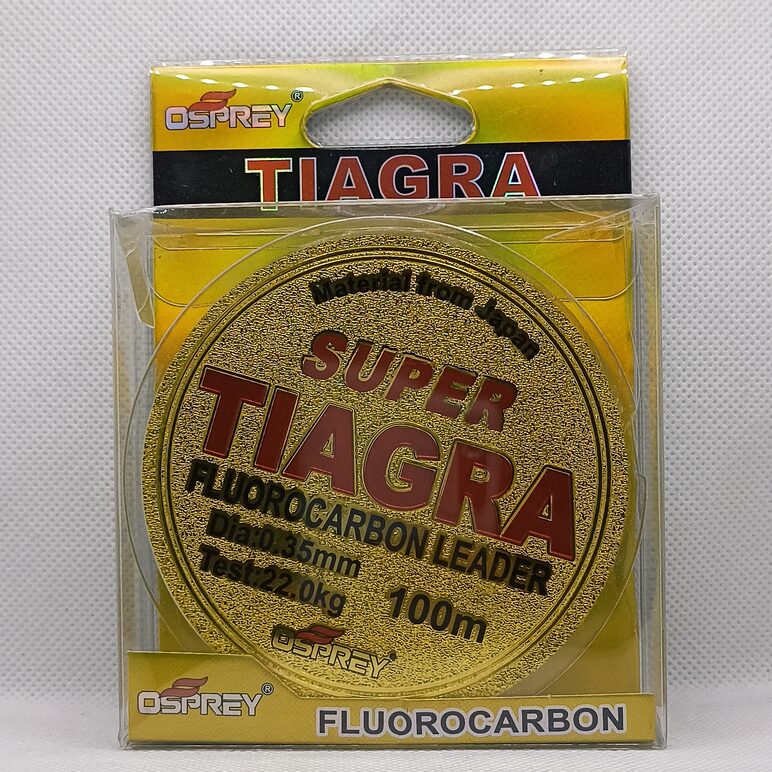 OSPREY®
TIAGRA
Material from Japan
SUPER
TIAGRA
FLUOROCARBON LEADER
Dia:0.35mm
Test:22.0kg
100m
OSPREY®
OSPREY®
FLUOROCARBON